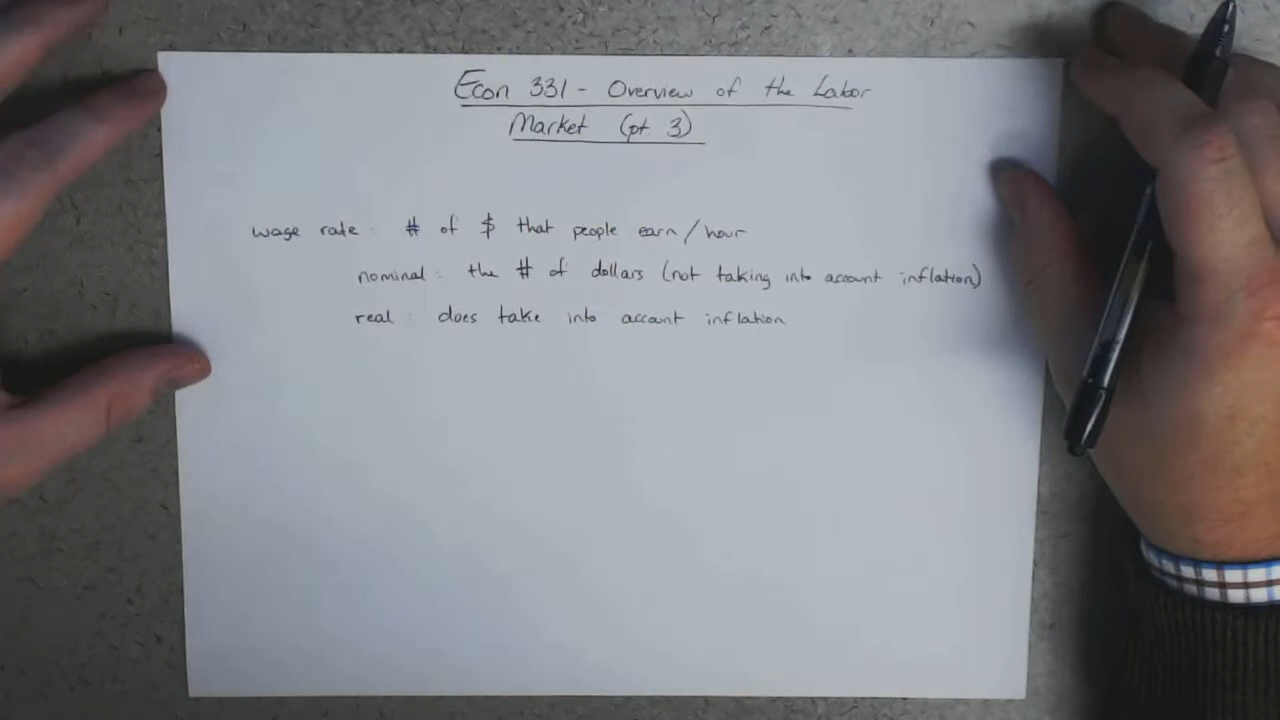 Econ 331 - Overview of the Labor
Market (pt 3)
wage rate : # of $ that people earn/hour
nominal : the # of dollars (not taking into account inflation)
real : does take into account inflation